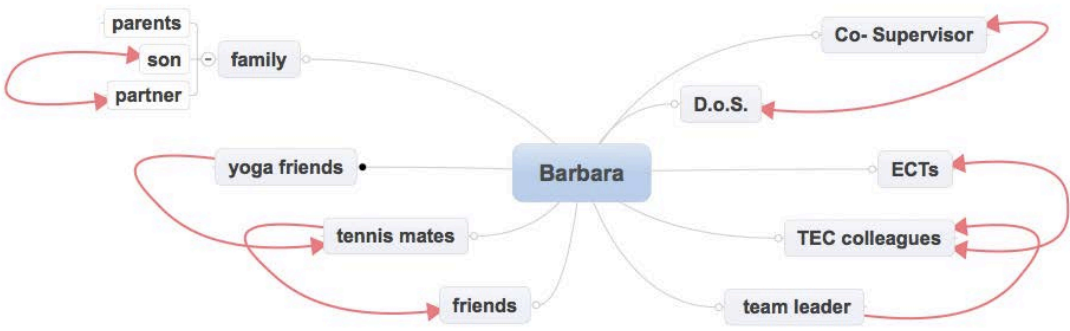 parents
son
family
partner
yoga friends
tennis mates
friends
Barbara
Co- Supervisor
D.o.S.
ECTs
TEC colleagues
team leader